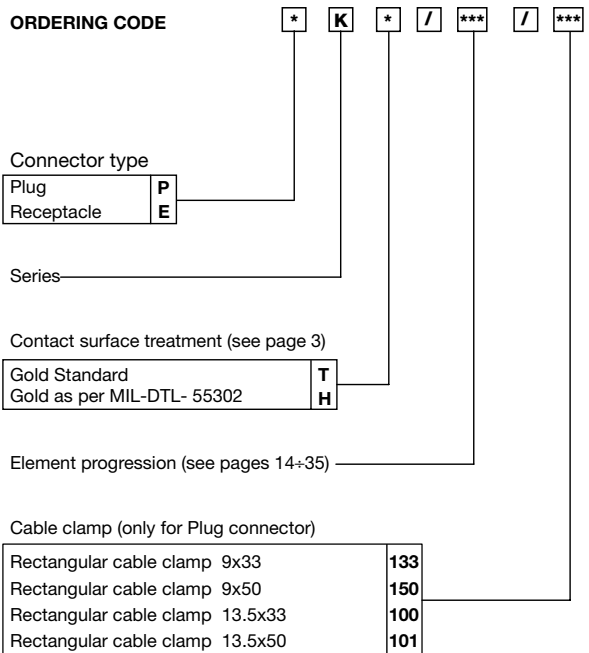 ORDERING CODE * K * / *** / ***
Connector type
Plug P
Receptacle E
Series
Contact surface treatment (see page 3)
Gold Standard T
Gold as per MIL-DTL- 55302 H
Element progression (see pages 14÷35)
Cable clamp (only for Plug connector)
Rectangular cable clamp 9x33 133
Rectangular cable clamp 9x50 150
Rectangular cable clamp 13.5x33 100
Rectangular cable clamp 13.5x50 101